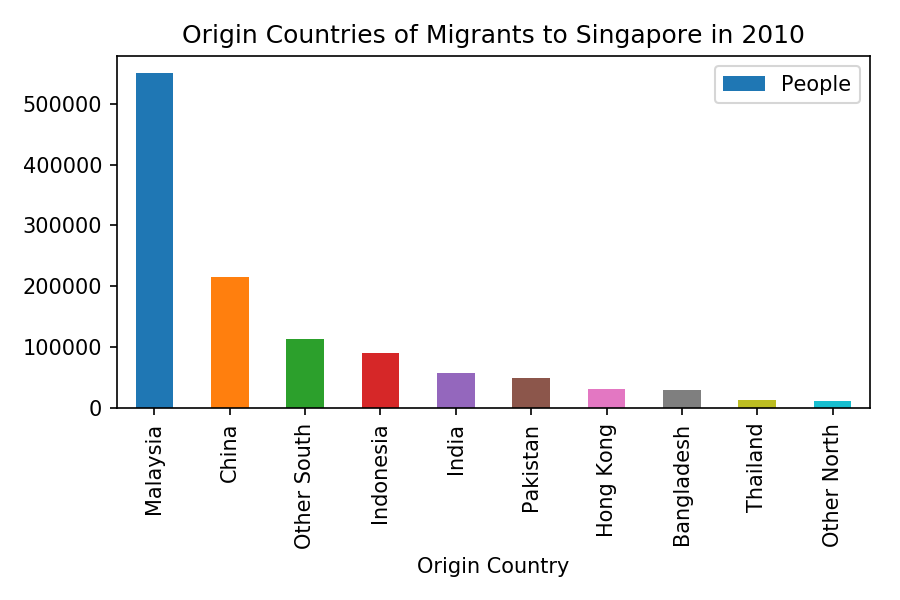 Origin Countries of Migrants to Singapore in 2010
People
500000
400000
300000
200000
100000
0
Malaysia
China
Other South
Indonesia
India
Pakistan
Hong Kong
Bangladesh
Thailand
Other North
Origin Country